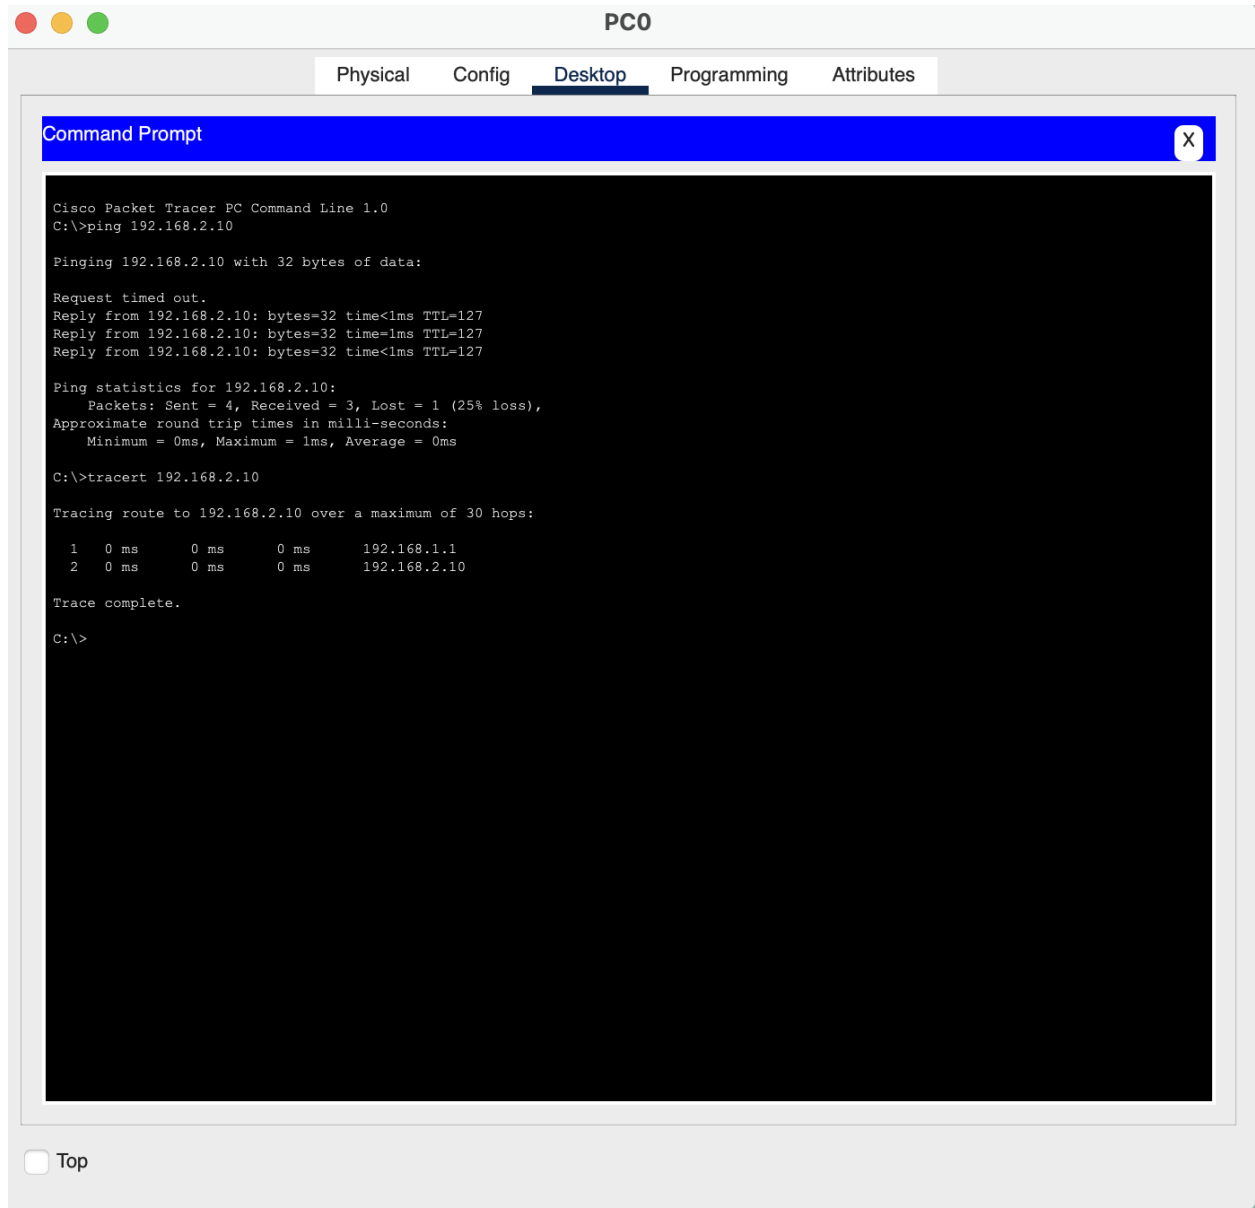 PC0
Physical Config Desktop Programming Attributes
Command Prompt
X
Cisco Packet Tracer PC Command Line 1.0
C:\>ping 192.168.2.10
Pinging 192.168.2.10 with 32 bytes of data:
Request timed out.
Reply from 192.168.2.10: bytes=32 time<1ms TTL=127
Reply from 192.168.2.10: bytes=32 time=1ms TTL=127
Reply from 192.168.2.10: bytes=32 time<1ms TTL=127
Ping statistics for 192.168.2.10:
Packets: Sent = 4, Received = 3, Lost = 1 (25% loss),
Approximate round trip times in milli-seconds:
Minimum = 0ms, Maximum = 1ms, Average = 0ms
C:\>tracert 192.168.2.10
Tracing route to 192.168.2.10 over a maximum of 30 hops:
1 0 ms 0 ms 0 ms 192.168.1.1
2 0 ms 0 ms 0 ms 192.168.2.10
Trace complete.
C:\>
Top